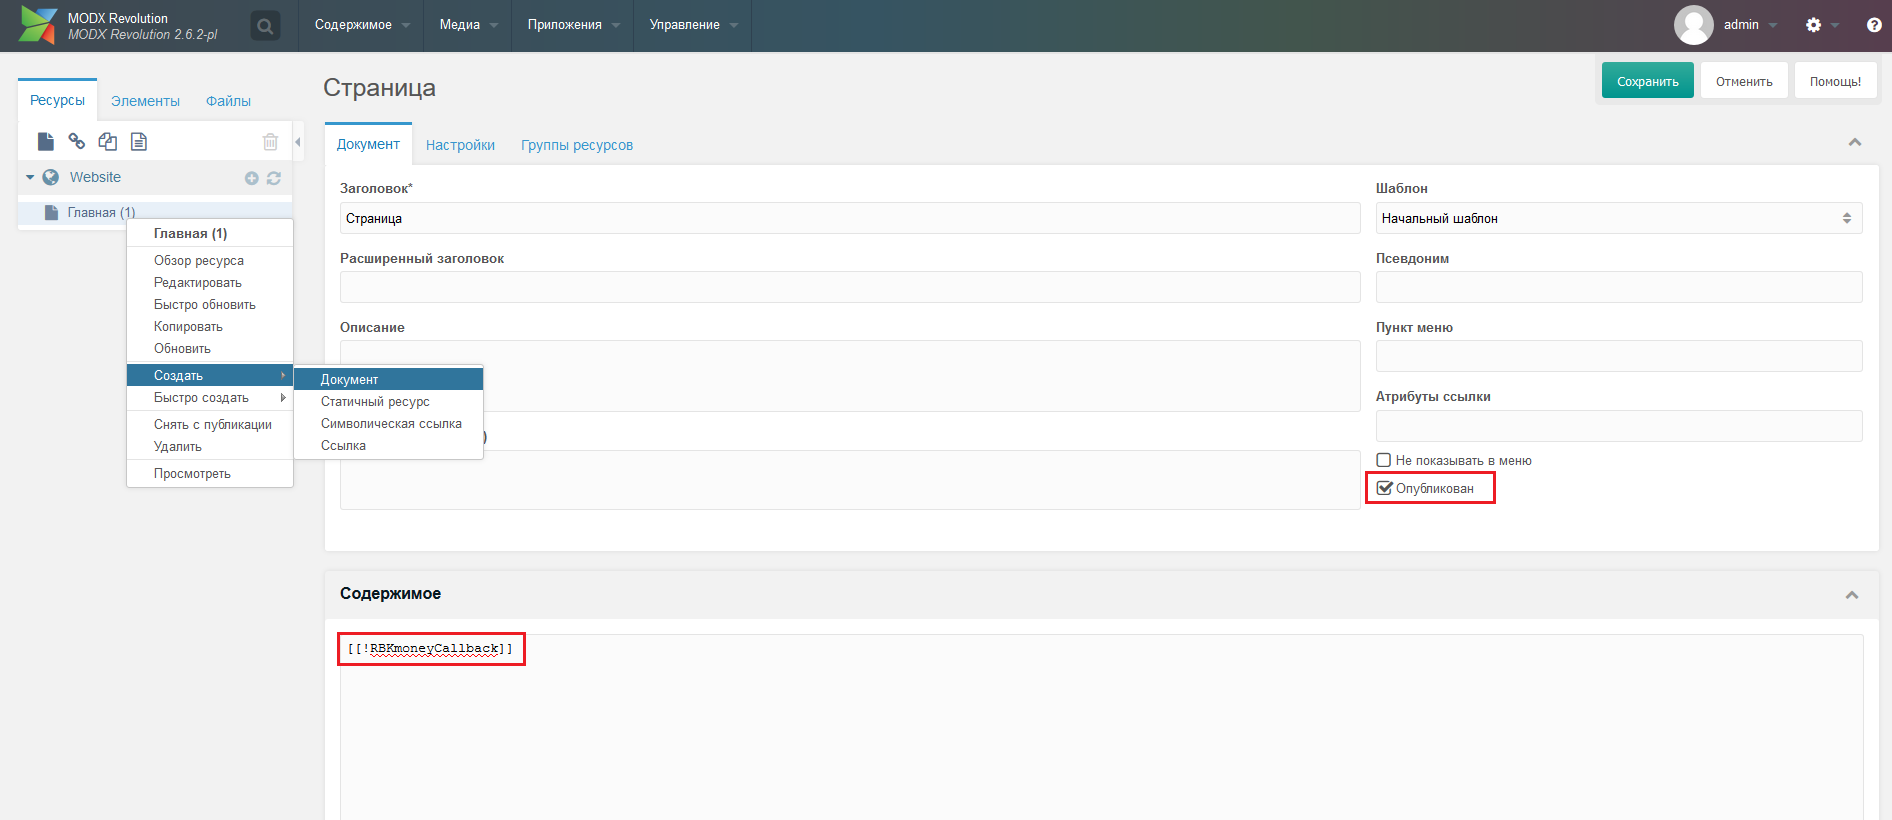 MODX Revolution
MODX Revolution 2.6.2-pl
Содержимое
Медиа
Приложения
Управление
admin
Ресурсы
Элементы
Файлы
Website
Главная (1)
Главная (1)
Обзор ресурса
Редактировать
Быстро обновить
Копировать
Обновить
Создать
Быстро создать
Снять с публикации
Удалить
Просмотреть
Документ
Статичный ресурс
Символическая ссылка
Ссылка
Страница
Сохранить
Отменить
Помощь!
Документ
Настройки
Группы ресурсов
Заголовок*
Страница
Расширенный заголовок
Описание
)
Шаблон
Начальный шаблон
Псевдоним
Пункт меню
Атрибуты ссылки
Не показывать в меню
Опубликован
Содержимое
[[!RBKmoneyCallback]]